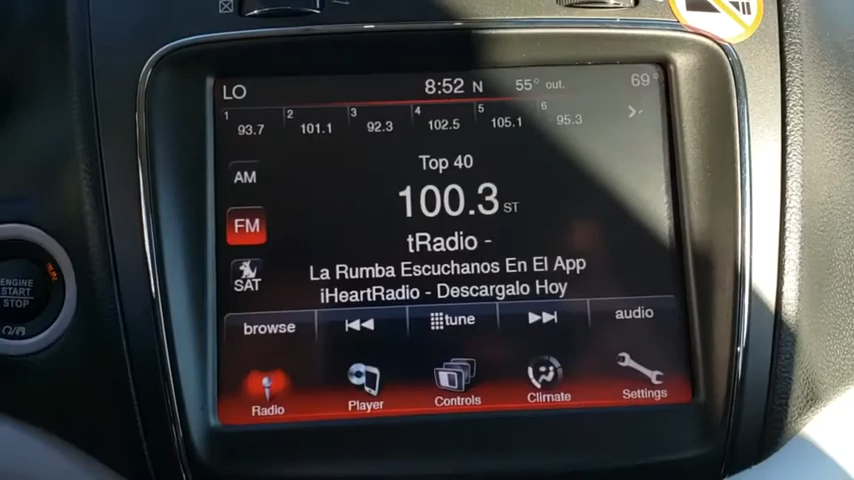 LO 8:52 N 55° out. 69°
1 93.7 2 101.1 3 92.3 4 102.5 5 105.1 6 95.3
Top 40
AM
100.3 ST
FM
tRadio -
La Rumba Escuchanos En El App
SAT
iHeartRadio - Descargalo Hoy
browse tune audio
Radio Player Controls Climate Settings
RUN
ENGINE
START
STOP